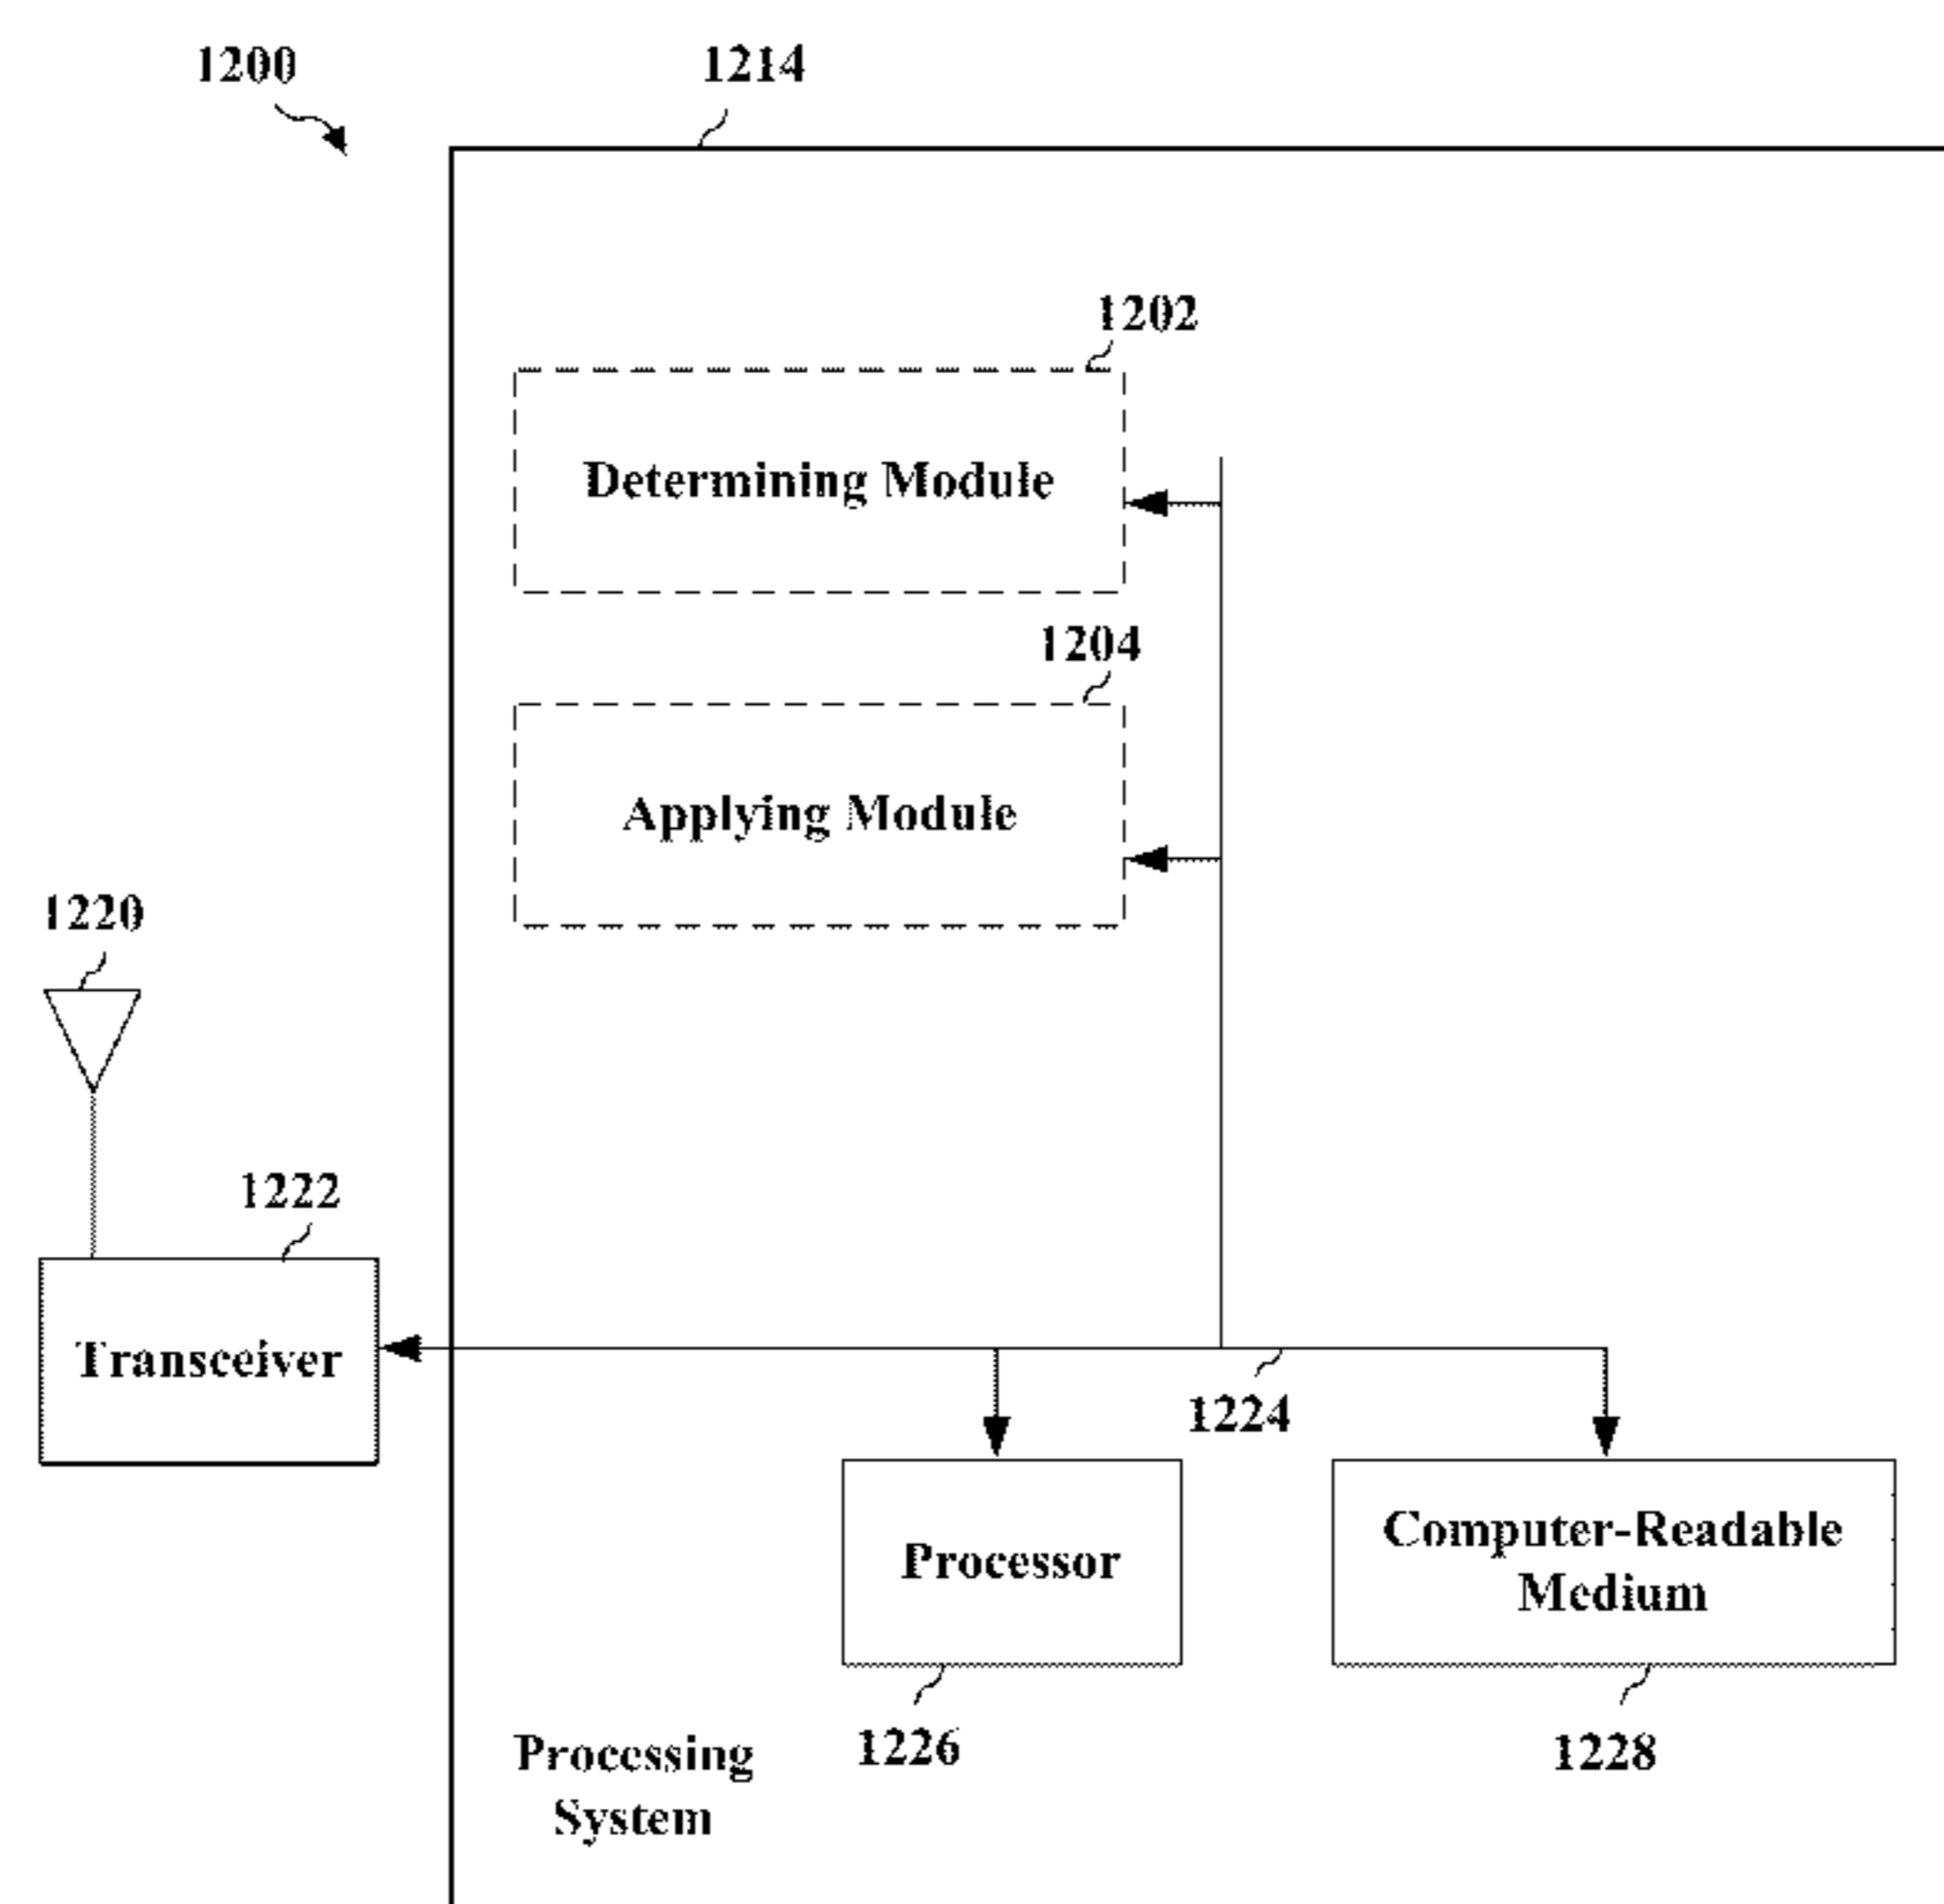 1200
1214
1202
Determining Module
1204
Applying Module
1220
1222
Transceiver
1224
Processor
Computer-Readable
Medium
1226
1228
Processing
System